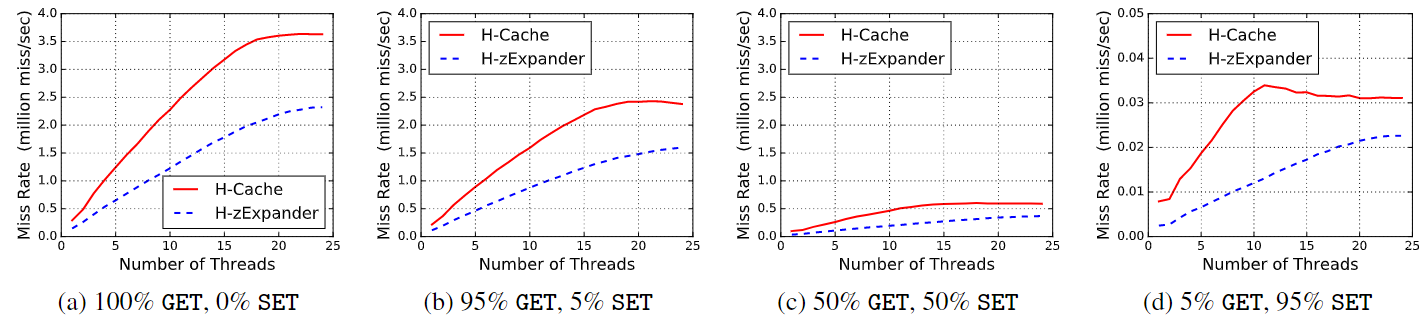 4.0
3.5
3.0
2.5
2.0
1.5
1.0
0.5
0.0
0 5 10 15 20 25
Miss Rate (million miss/sec)
Number of Threads
H-Cache
H-zExpander
(a) 100% GET, 0% SET
4.0
3.5
3.0
2.5
2.0
1.5
1.0
0.5
0.0
0 5 10 15 20 25
Miss Rate (million miss/sec)
Number of Threads
H-Cache
H-zExpander
(b) 95% GET, 5% SET
4.0
3.5
3.0
2.5
2.0
1.5
1.0
0.5
0.0
0 5 10 15 20 25
Miss Rate (million miss/sec)
Number of Threads
H-Cache
H-zExpander
(c) 50% GET, 50% SET
0.05
0.04
0.03
0.02
0.01
0.00
0 5 10 15 20 25
Miss Rate (million miss/sec)
Number of Threads
H-Cache
H-zExpander
(d) 5% GET, 95% SET